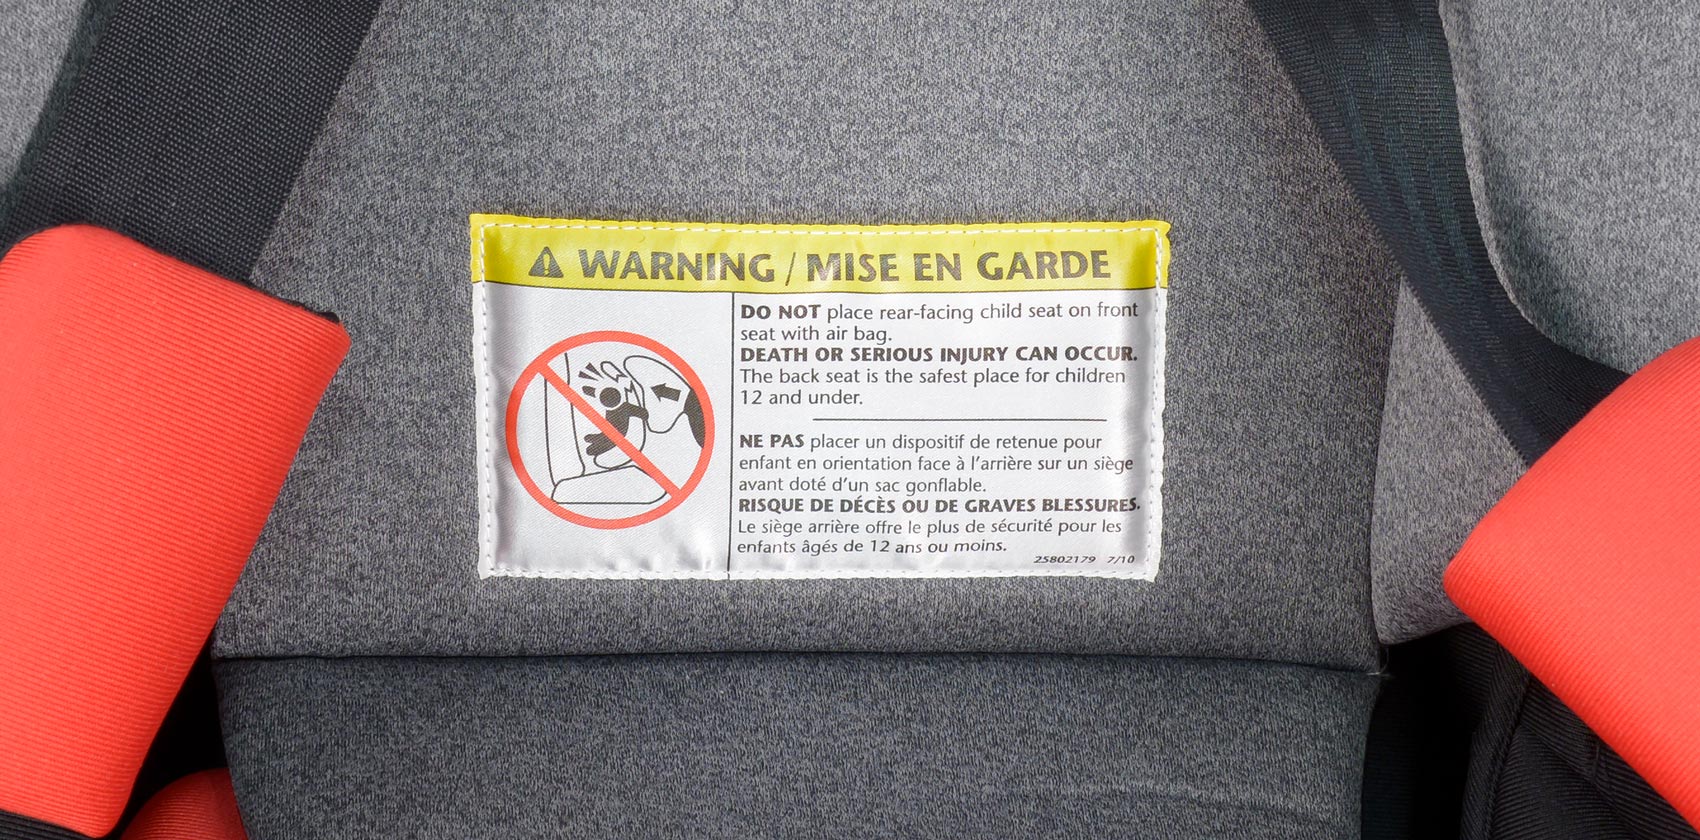 WARNING / MISE EN GARDE
DO NOT place rear-facing child seat on front
seat with air bag.
DEATH OR SERIOUS INJURY CAN OCCUR.
The back seat is the safest place for children
12 and under.
NE PAS placer un dispositif de retenue pour
enfant en orientation face à l'arrière sur un siège
avant doté d'un sac gonflable.
RISQUE DE DÉCÈS OU DE GRAVES BLESSURES.
Le siège arrière offre le plus de sécurité pour les
enfants âgés de 12 ans ou moins.
25802179 7/10